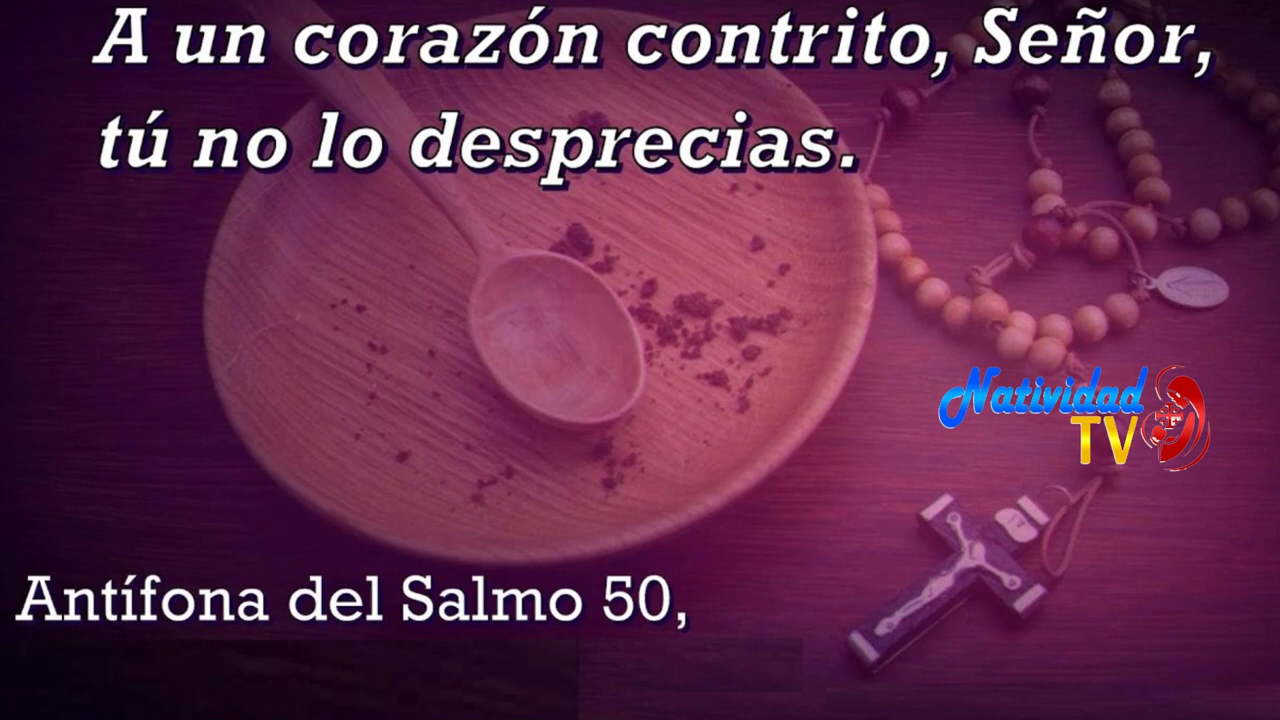 A un corazón contrito, Señor,
tú no lo desprecias.
Natividad
TV
Antífona del Salmo 50,